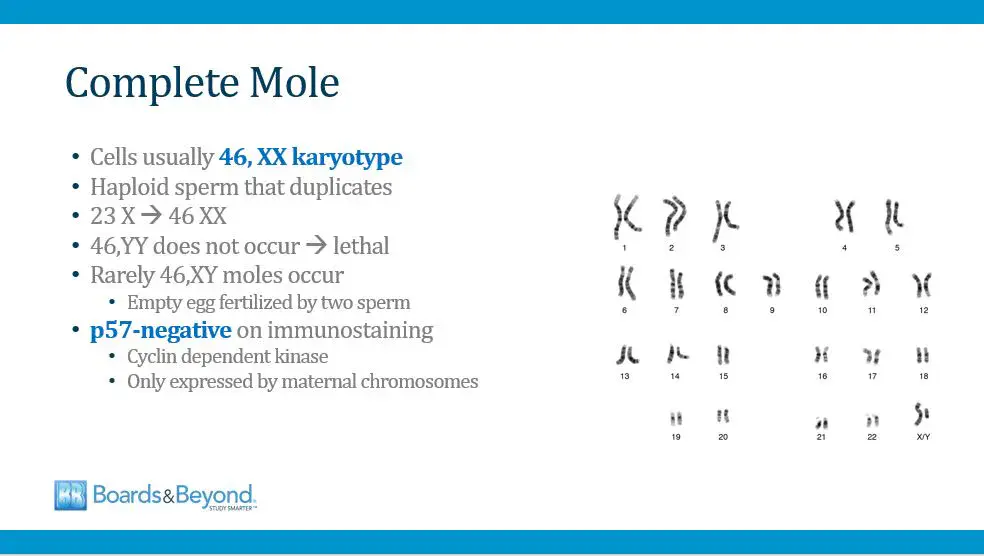 Complete Mole
• Cells usually 46, XX karyotype
• Haploid sperm that duplicates
• 23 X → 46 XX
• 46,YY does not occur → lethal
• Rarely 46,XY moles occur
• Empty egg fertilized by two sperm
• p57-negative on immunostaining
• Cyclin dependent kinase
• Only expressed by maternal chromosomes
1 2 3 4 5
6 7 8 9 10 11 12
13 14 15 16 17 18
19 20 21 22 X/Y
BB Boards&Beyond.
STUDY SMARTER™